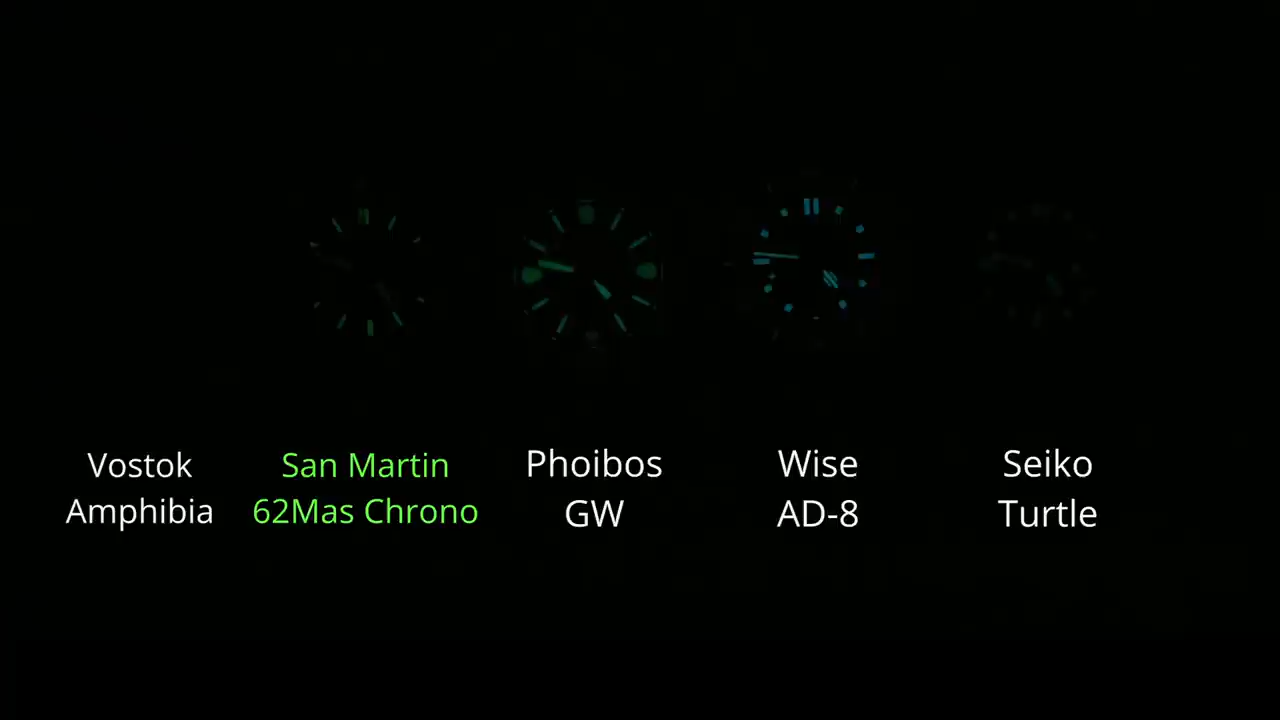 Vostok
Amphibia
San Martin
62Mas Chrono
Phoibos
GW
Wise
AD-8
Seiko
Turtle